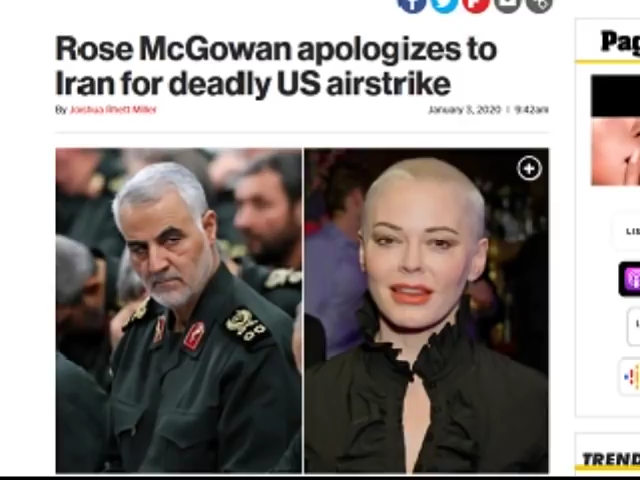 Rose McGowan apologizes to
Iran for deadly US airstrike
By Joshua Rhett Miller
January 3, 2020 | 9:42am
Pag
LIS
L
TREND